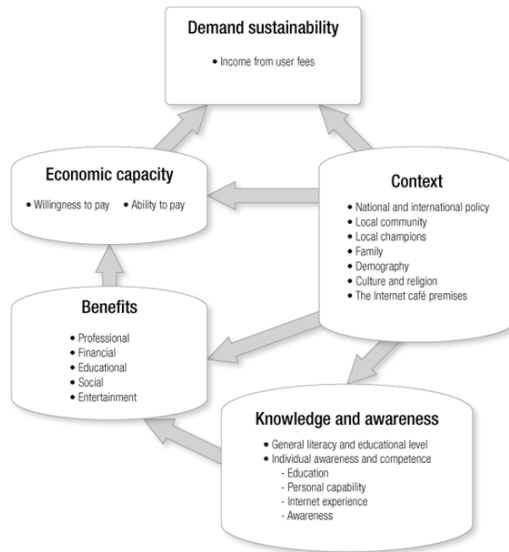 Demand sustainability
• Income from user fees
Economic capacity
• Willingness to pay • Ability to pay
Context
• National and international policy
• Local community
• Local champions
• Family
• Demography
• Culture and religion
• The Internet café premises
Benefits
• Professional
• Financial
• Educational
• Social
• Entertainment
Knowledge and awareness
• General literacy and educational level
• Individual awareness and competence
- Education
- Personal capability
- Internet experience
- Awareness